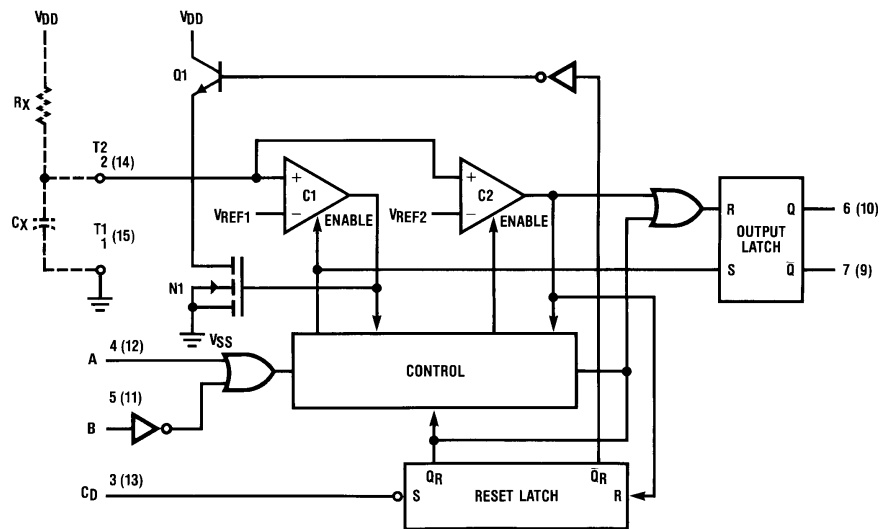 VDD
VDD
Q1
RX
T2
2 (14)
CX
T1
1 (15)
+
C1
−
VREF1
ENABLE
+
C2
−
VREF2
ENABLE
R
Q
6 (10)
OUTPUT
LATCH
S
Q̅
7 (9)
N1
VSS
A
4 (12)
5 (11)
B
CONTROL
CD
3 (13)
QR
Q̅R
S
RESET LATCH
R